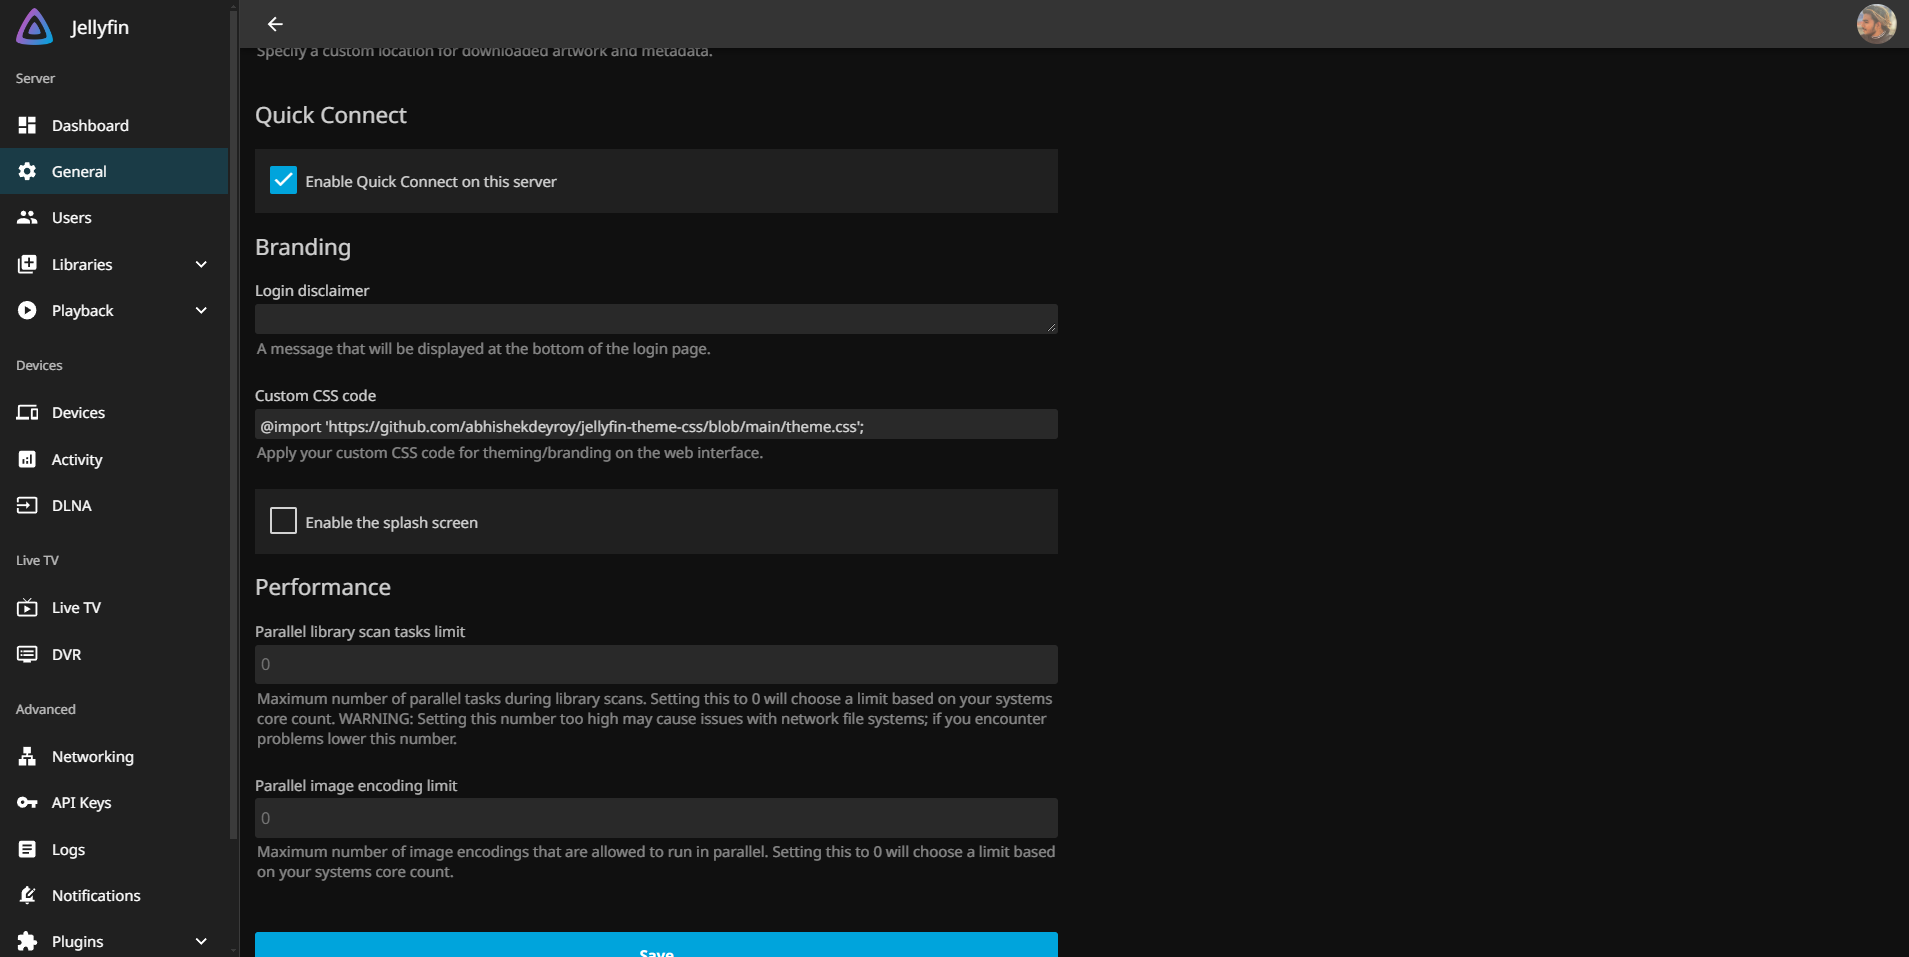 Jellyfin
Server
Dashboard
General
Users
Libraries
Playback
Devices
Devices
Activity
DLNA
Live TV
Live TV
DVR
Advanced
Networking
API Keys
Logs
Notifications
Plugins
Specify a custom location for downloaded artwork and metadata.
Quick Connect
Enable Quick Connect on this server
Branding
Login disclaimer
A message that will be displayed at the bottom of the login page.
Custom CSS code
@import 'https://github.com/abhishekdeyroy/jellyfin-theme-css/blob/main/theme.css';
Apply your custom CSS code for theming/branding on the web interface.
Enable the splash screen
Performance
Parallel library scan tasks limit
0
Maximum number of parallel tasks during library scans. Setting this to 0 will choose a limit based on your systems
core count. WARNING: Setting this number too high may cause issues with network file systems; if you encounter
problems lower this number.
Parallel image encoding limit
0
Maximum number of image encodings that are allowed to run in parallel. Setting this to 0 will choose a limit based
on your systems core count.
Save